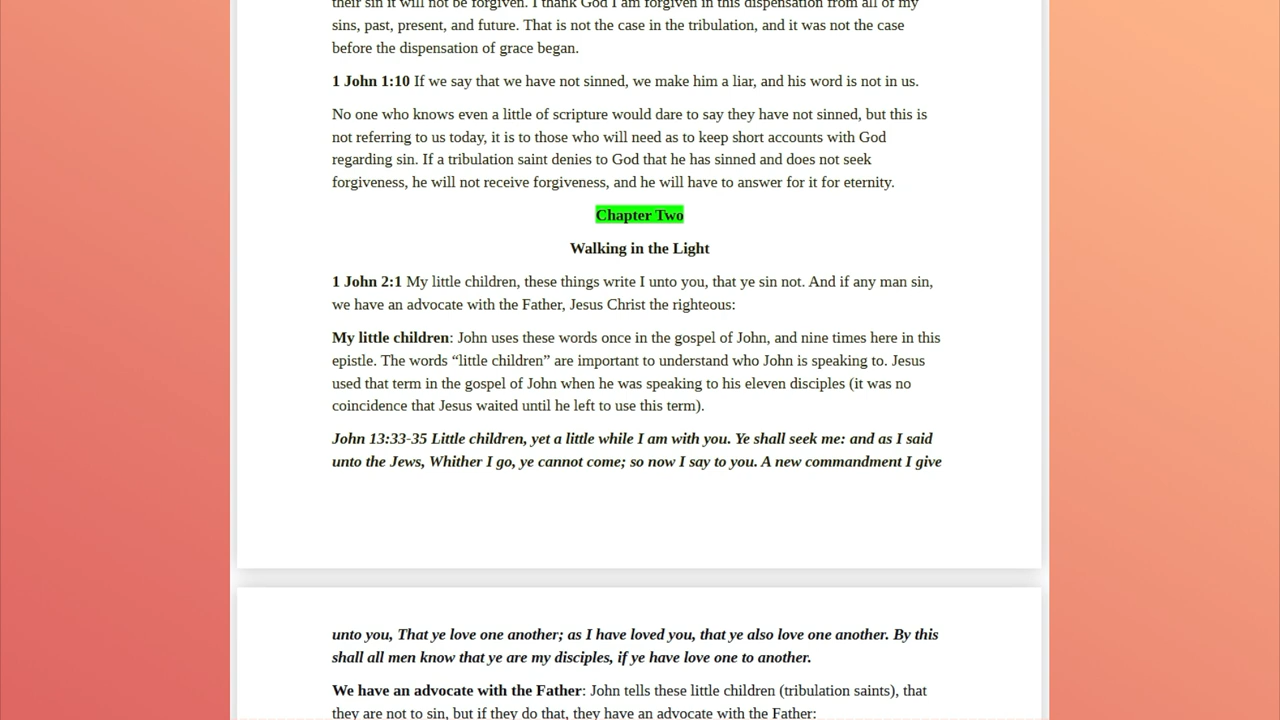 their sin it will not be forgiven. I thank God I am forgiven in this dispensation from all of my
sins, past, present, and future. That is not the case in the tribulation, and it was not the case
before the dispensation of grace began.
1 John 1:10 If we say that we have not sinned, we make him a liar, and his word is not in us.
No one who knows even a little of scripture would dare to say they have not sinned, but this is
not referring to us today, it is to those who will need as to keep short accounts with God
regarding sin. If a tribulation saint denies to God that he has sinned and does not seek
forgiveness, he will not receive forgiveness, and he will have to answer for it for eternity.
Chapter Two
Walking in the Light
1 John 2:1 My little children, these things write I unto you, that ye sin not. And if any man sin,
we have an advocate with the Father, Jesus Christ the righteous:
My little children: John uses these words once in the gospel of John, and nine times here in this
epistle. The words “little children” are important to understand who John is speaking to. Jesus
used that term in the gospel of John when he was speaking to his eleven disciples (it was no
coincidence that Jesus waited until he left to use this term).
John 13:33-35 Little children, yet a little while I am with you. Ye shall seek me: and as I said
unto the Jews, Whither I go, ye cannot come; so now I say to you. A new commandment I give
unto you, That ye love one another; as I have loved you, that ye also love one another. By this
shall all men know that ye are my disciples, if ye have love one to another.
We have an advocate with the Father: John tells these little children (tribulation saints), that
they are not to sin, but if they do that, they have an advocate with the Father: